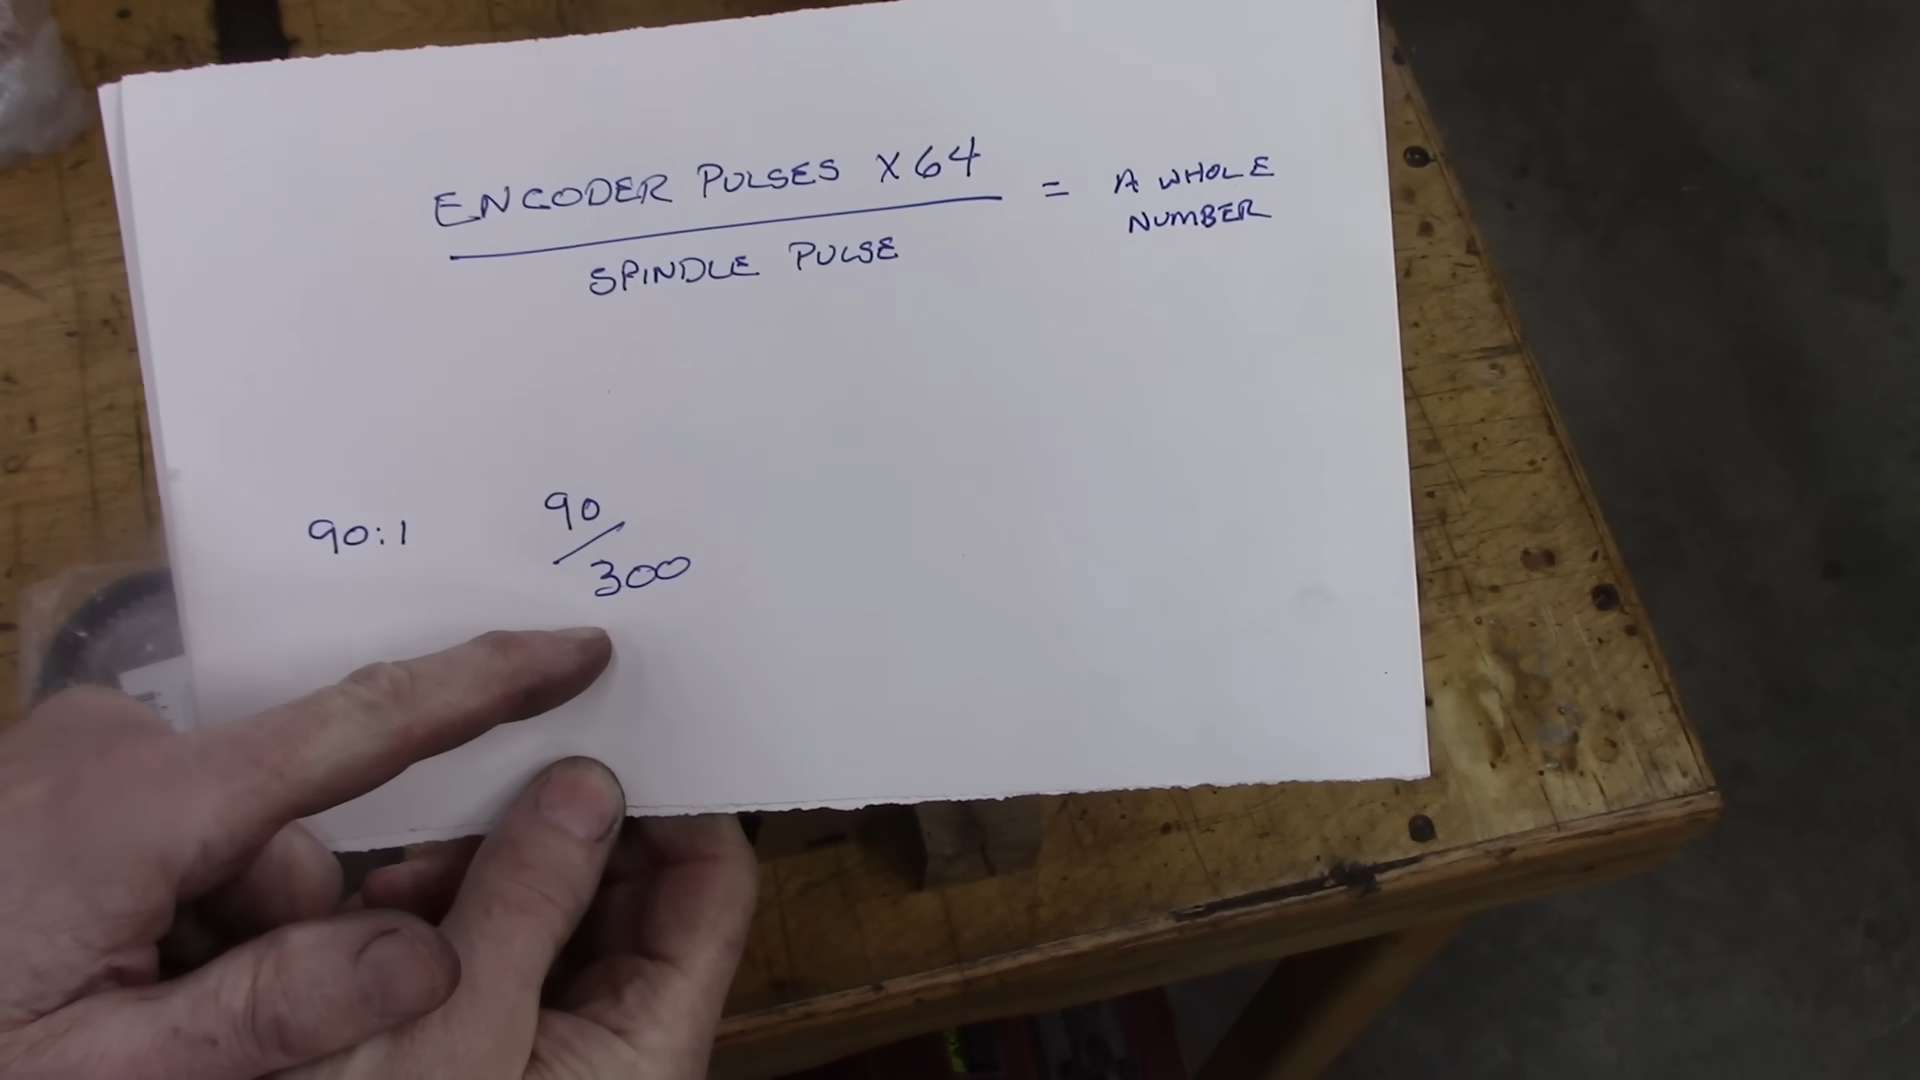 ENCODER PULSES X 64
SPINDLE PULSE
= A WHOLE
NUMBER
90:1
90
/
300